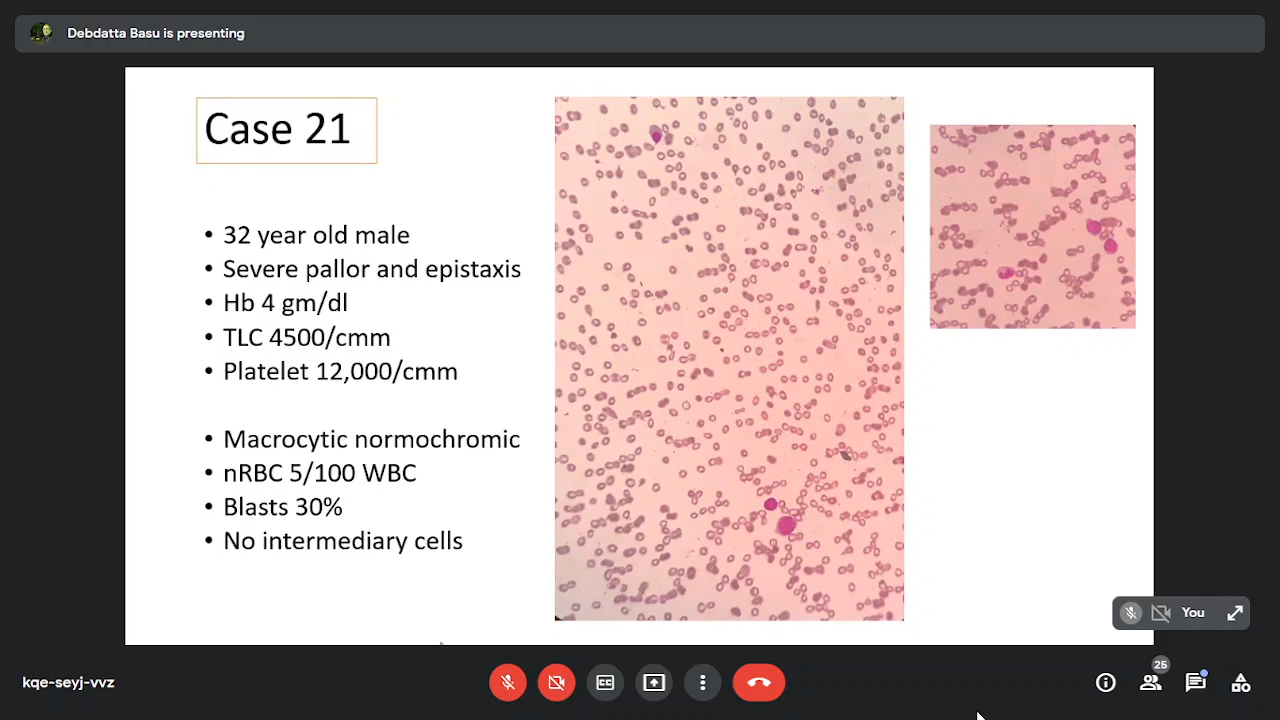 Debdatta Basu is presenting
Case 21
• 32 year old male
• Severe pallor and epistaxis
• Hb 4 gm/dl
• TLC 4500/cmm
• Platelet 12,000/cmm
• Macrocytic normochromic
• nRBC 5/100 WBC
• Blasts 30%
• No intermediary cells
You
kqe-seyj-vvz
CC
25